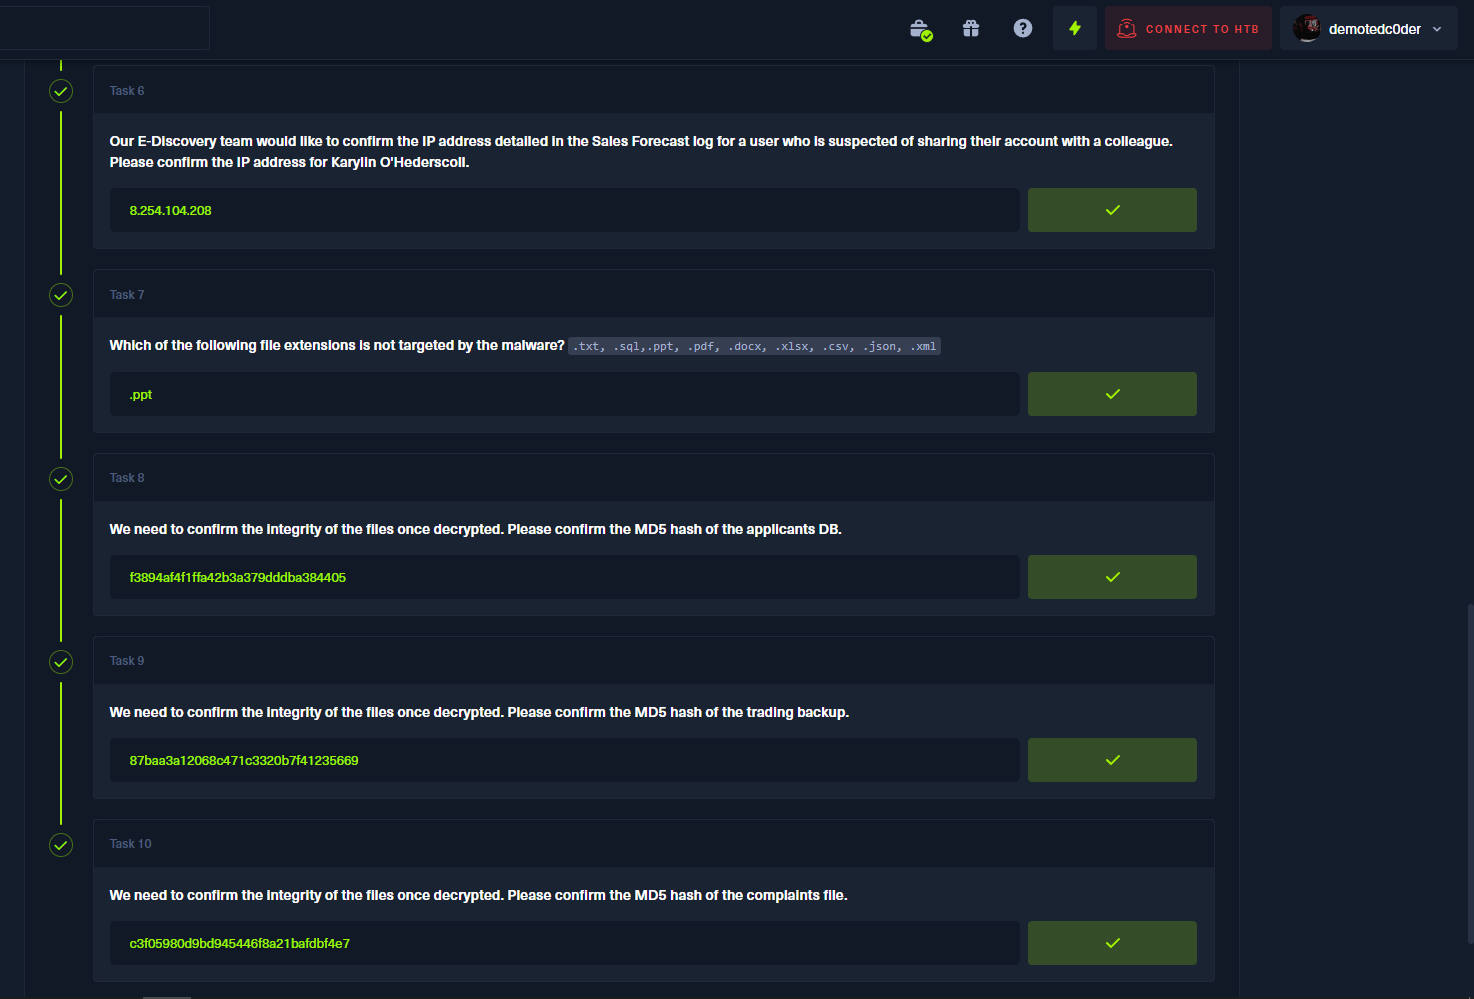 CONNECT TO HTB
demotedc0der
Task 6
Our E-Discovery team would like to confirm the IP address detailed in the Sales Forecast log for a user who is suspected of sharing their account with a colleague.
Please confirm the IP address for Karylin O'Hederscoll.
8.254.104.208
Task 7
Which of the following file extensions is not targeted by the malware? .txt, .sql,.ppt, .pdf, .docx, .xlsx, .csv, .json, .xml
.ppt
Task 8
We need to confirm the integrity of the files once decrypted. Please confirm the MD5 hash of the applicants DB.
f3894af4f1ffa42b3a379dddba384405
Task 9
We need to confirm the integrity of the files once decrypted. Please confirm the MD5 hash of the trading backup.
87baa3a12068c471c3320b7f41235669
Task 10
We need to confirm the integrity of the files once decrypted. Please confirm the MD5 hash of the complaints file.
c3f05980d9bd945446f8a21bafdbf4e7